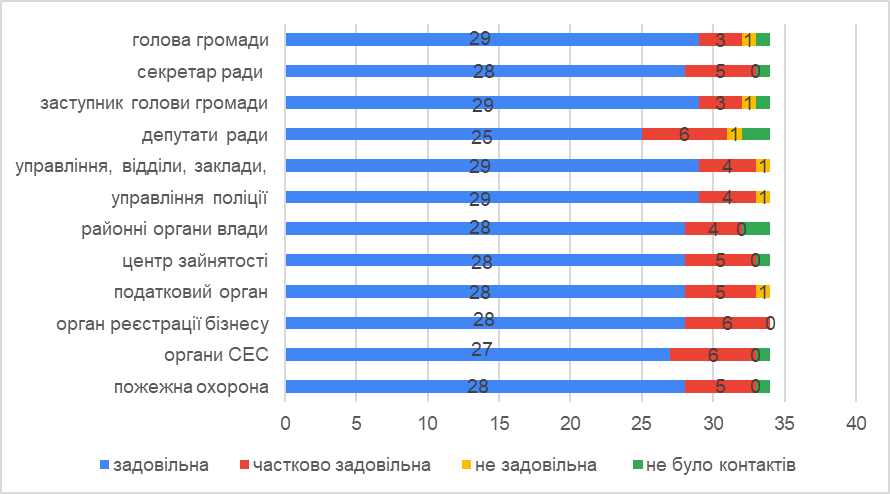 голова громади 29 3 1
секретар ради 28 5 0
заступник голови громади 29 3 1
депутати ради 25 6 1
управління, відділи, заклади, 29 4 1
управління поліції 29 4 1
районні органи влади 28 4 0
центр зайнятості 28 5 0
податковий орган 28 5 1
орган реєстрації бізнесу 28 6 0
органи СЕС 27 6 0
пожежна охорона 28 5 0
0 5 10 15 20 25 30 35 40
задовільна частково задовільна не задовільна не було контактів